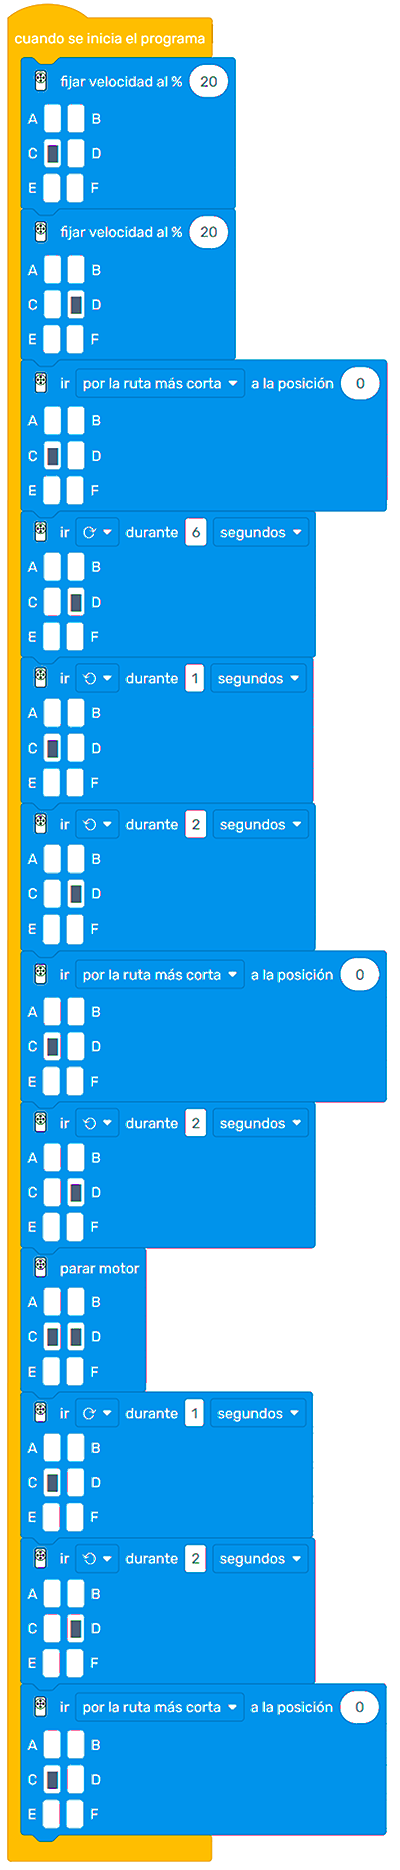 cuando se inicia el programa
fijar velocidad al % 20
A B
C D
E F
fijar velocidad al % 20
A B
C D
E F
ir por la ruta más corta a la posición 0
A B
C D
E F
ir durante 6 segundos
A B
C D
E F
ir durante 1 segundos
A B
C D
E F
ir durante 2 segundos
A B
C D
E F
ir por la ruta más corta a la posición 0
A B
C D
E F
ir durante 2 segundos
A B
C D
E F
parar motor
A B
C D
E F
ir durante 1 segundos
A B
C D
E F
ir durante 2 segundos
A B
C D
E F
ir por la ruta más corta a la posición 0
A B
C D
E F